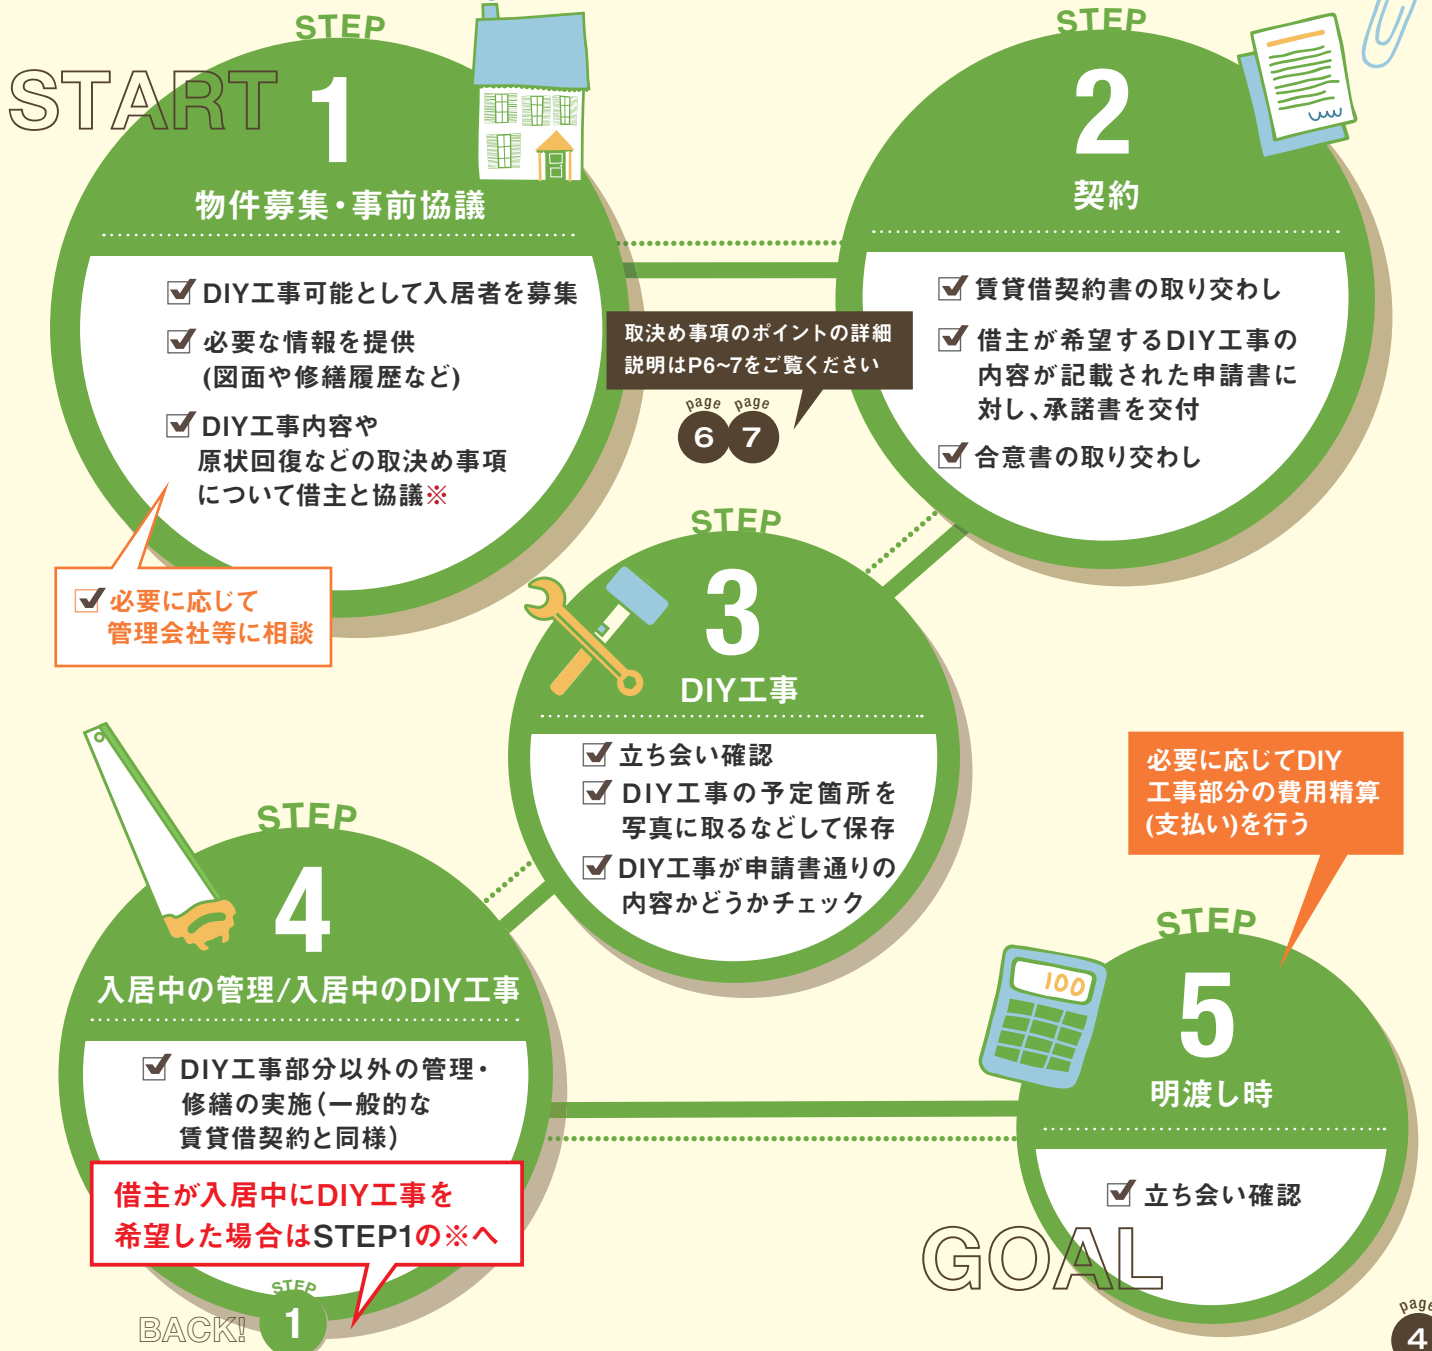 START
STEP
1
物件募集・事前協議
DIY工事可能として入居者を募集
必要な情報を提供
(図面や修繕履歴など)
DIY工事内容や
原状回復などの取決め事項
について借主と協議※
必要に応じて
管理会社等に相談
STEP
2
契約
賃貸借契約書の取り交わし
借主が希望するDIY工事の
内容が記載された申請書に
対し、承諾書を交付
合意書の取り交わし
取決め事項のポイントの詳細
説明はP6~7をご覧ください
page page
6 7
STEP
3
DIY工事
立ち会い確認
DIY工事の予定箇所を
写真に取るなどして保存
DIY工事が申請書通りの
内容かどうかチェック
STEP
4
入居中の管理/入居中のDIY工事
DIY工事部分以外の管理・
修繕の実施(一般的な
賃貸借契約と同様)
借主が入居中にDIY工事を
希望した場合はSTEP1の※へ
BACK!
STEP
1
必要に応じてDIY
工事部分の費用精算
(支払い)を行う
100
STEP
5
明渡し時
立ち会い確認
GOAL
page
4